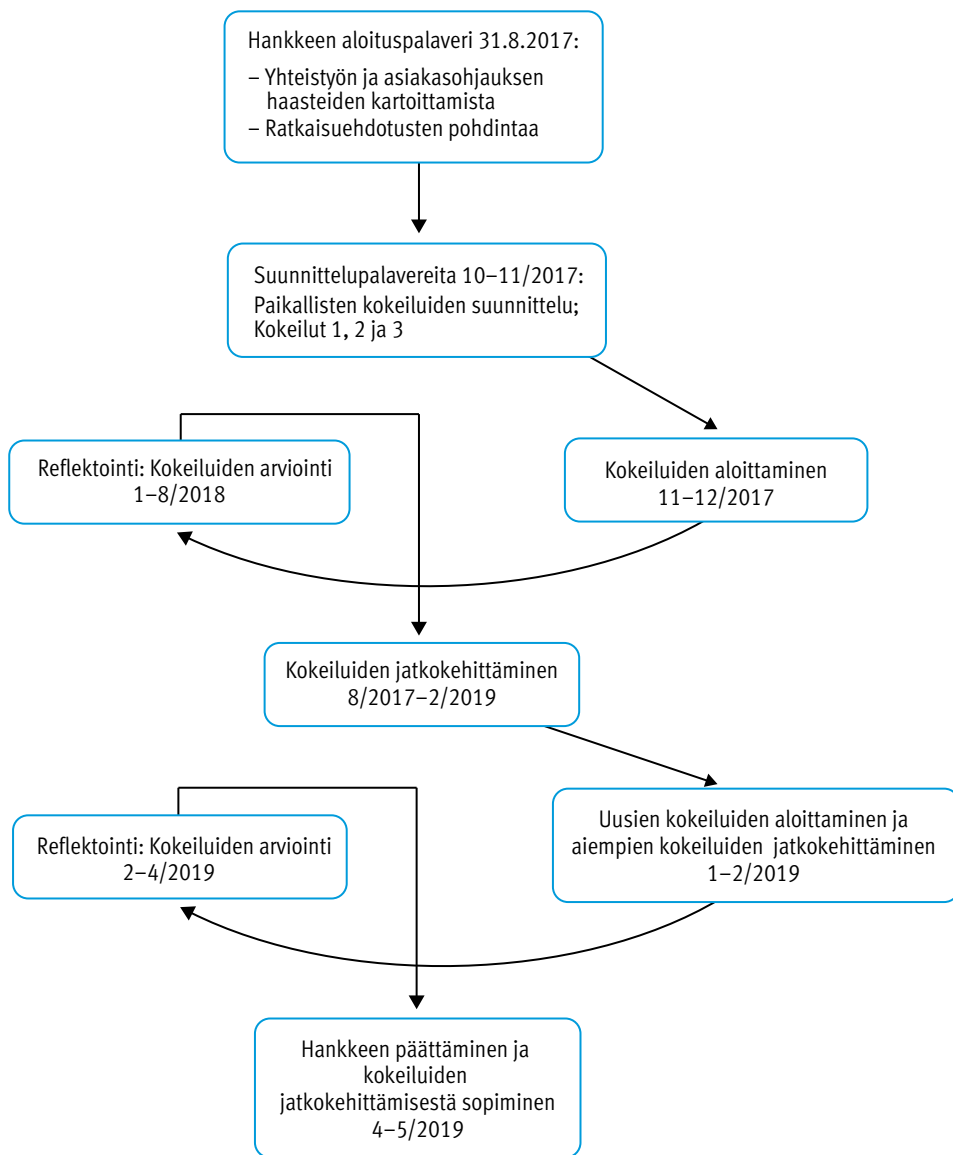 Hankkeen aloituspalaveri 31.8.2017:
– Yhteistyön ja asiakasohjauksen
haasteiden kartoittamista
– Ratkaisuehdotusten pohdintaa
Suunnittelupalavereita 10–11/2017:
Paikallisten kokeiluiden suunnittelu;
Kokeilut 1, 2 ja 3
Kokeiluiden aloittaminen
11–12/2017
Reflektointi: Kokeiluiden arviointi
1–8/2018
Kokeiluiden jatkokehittäminen
8/2017–2/2019
Uusien kokeiluiden aloittaminen ja
aiempien kokeiluiden jatkokehittäminen
1–2/2019
Reflektointi: Kokeiluiden arviointi
2–4/2019
Hankkeen päättäminen ja
kokeiluiden
jatkokehittämisestä sopiminen
4–5/2019